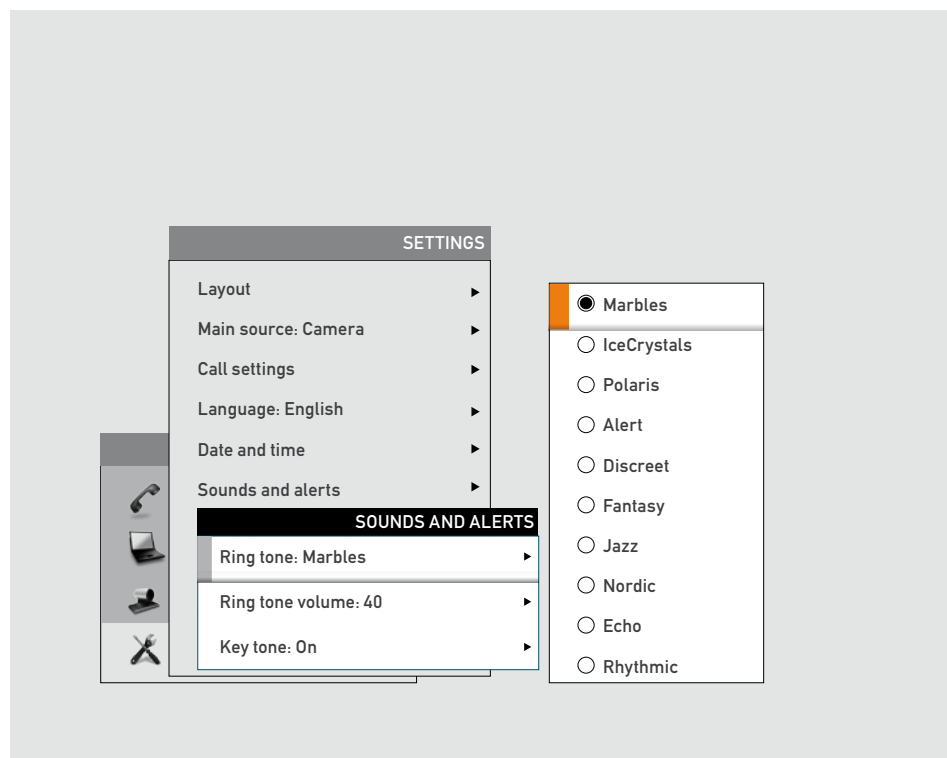 SETTINGS
Layout
Main source: Camera
Call settings
Language: English
Date and time
Sounds and alerts
SOUNDS AND ALERTS
Ring tone: Marbles
Ring tone volume: 40
Key tone: On
Marbles
IceCrystals
Polaris
Alert
Discreet
Fantasy
Jazz
Nordic
Echo
Rhythmic